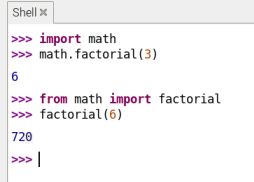 Shell ×
>>> import math
>>> math.factorial(3)
6
>>> from math import factorial
>>> factorial(6)
720
>>>